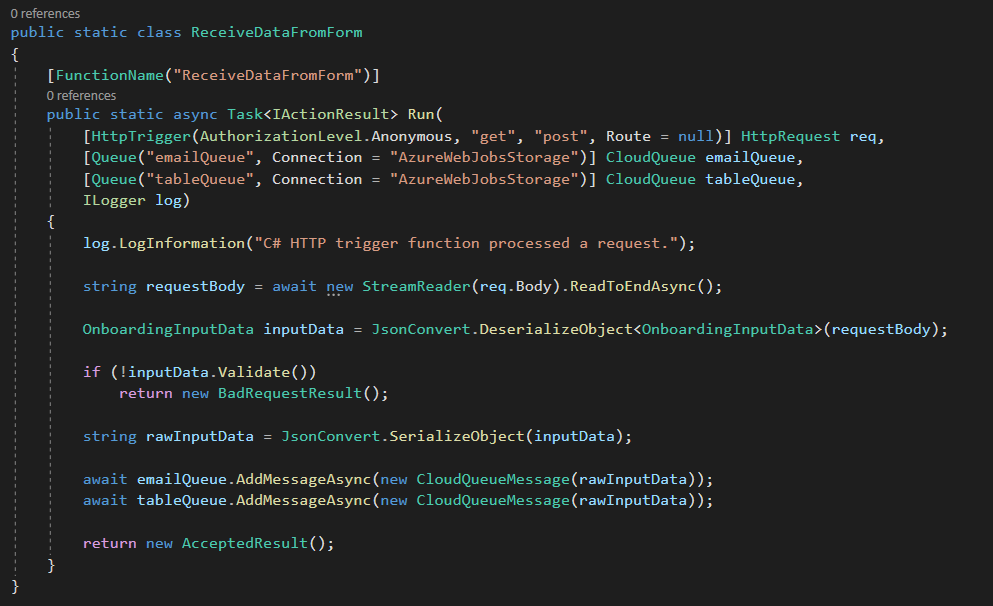 0 references
public static class ReceiveDataFromForm
{
[FunctionName("ReceiveDataFromForm")]
0 references
public static async Task<IActionResult> Run(
[HttpTrigger(AuthorizationLevel.Anonymous, "get", "post", Route = null)] HttpRequest req,
[Queue("emailQueue", Connection = "AzureWebJobsStorage")] CloudQueue emailQueue,
[Queue("tableQueue", Connection = "AzureWebJobsStorage")] CloudQueue tableQueue,
ILogger log)
{
log.LogInformation("C# HTTP trigger function processed a request.");
string requestBody = await new StreamReader(req.Body).ReadToEndAsync();
OnboardingInputData inputData = JsonConvert.DeserializeObject<OnboardingInputData>(requestBody);
if (!inputData.Validate())
return new BadRequestResult();
string rawInputData = JsonConvert.SerializeObject(inputData);
await emailQueue.AddMessageAsync(new CloudQueueMessage(rawInputData));
await tableQueue.AddMessageAsync(new CloudQueueMessage(rawInputData));
return new AcceptedResult();
}
}